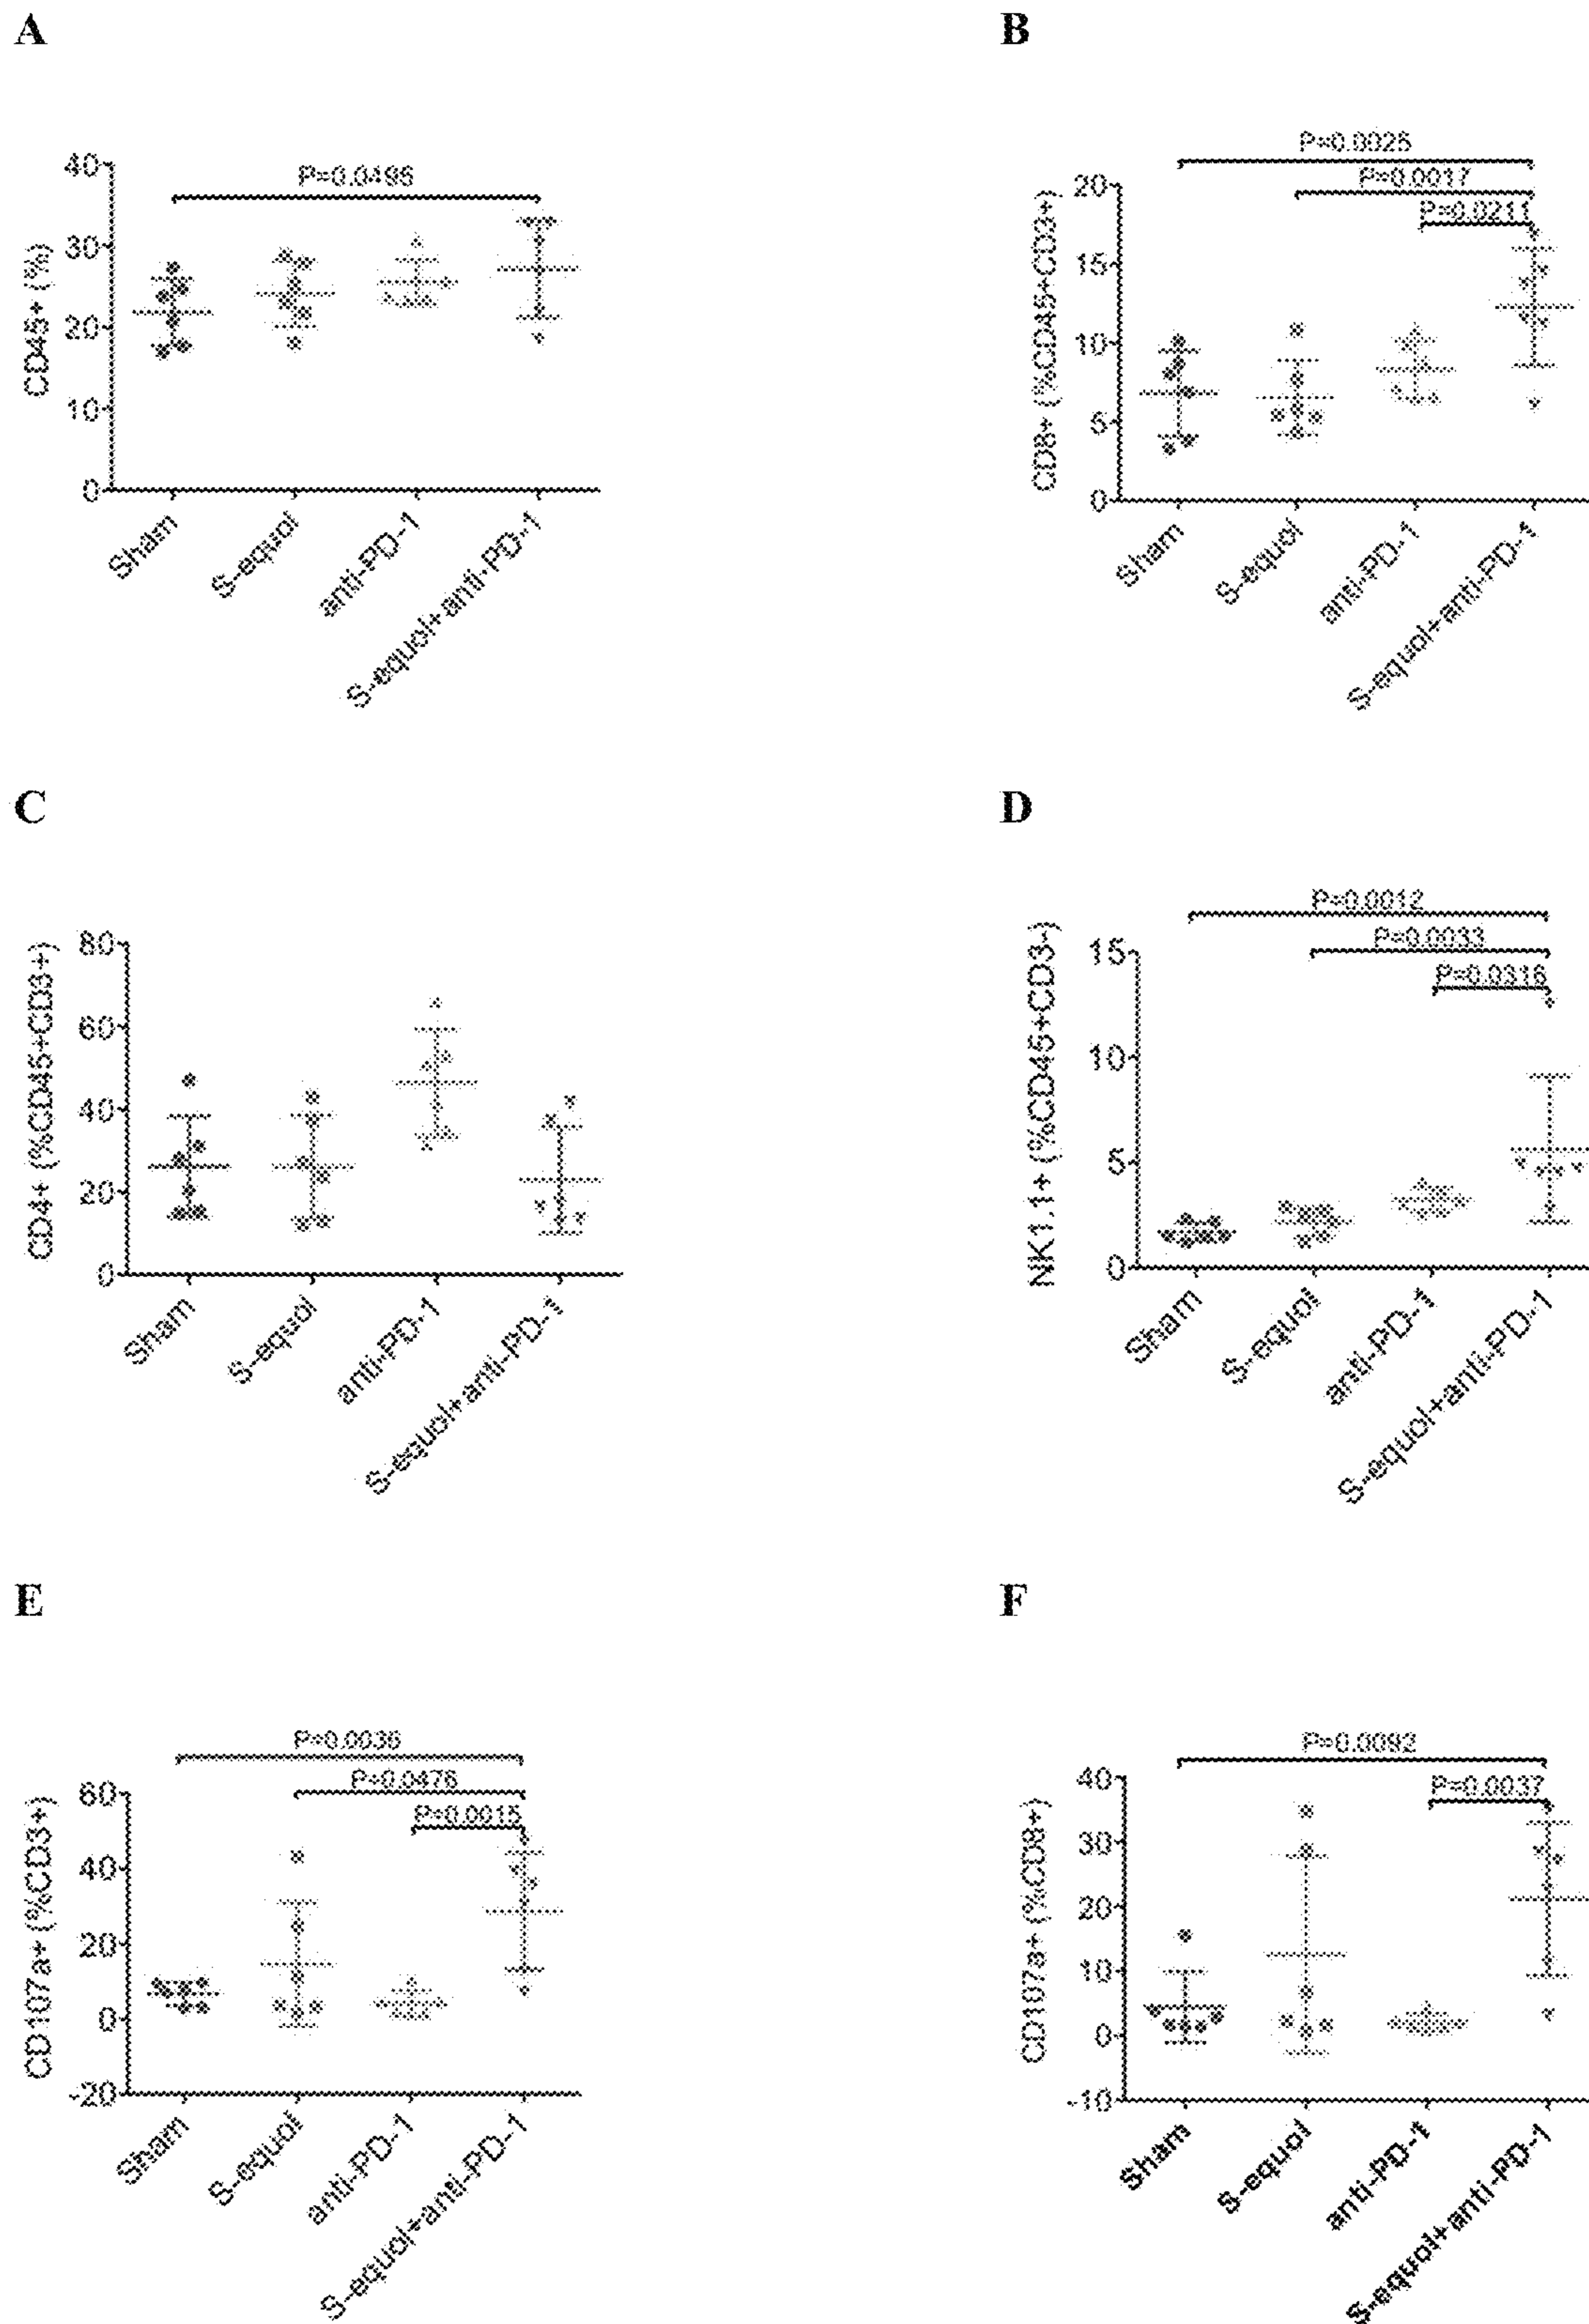 A
P=0.0495
CD45+ (%)
40
30
20
10
0
Sham
S-equol
anti-PD-1
S-equol+anti-PD-1
B
P=0.0025
P=0.0017
P=0.0211
CD8+ (%CD45+CD3+)
20
15
10
5
0
Sham
S-equol
anti-PD-1
S-equol+anti-PD-1
C
CD4+ (%CD45+CD3+)
80
60
40
20
0
Sham
S-equol
anti-PD-1
S-equol+anti-PD-1
D
P=0.0012
P=0.0033
P=0.0316
NK1.1+ (%CD45+CD3-)
15
10
5
0
Sham
S-equol
anti-PD-1
S-equol+anti-PD-1
E
P=0.0036
P=0.0476
P=0.0015
CD107a+ (%CD3+)
60
40
20
0
-20
Sham
S-equol
anti-PD-1
S-equol+anti-PD-1
F
P=0.0092
P=0.0037
CD107a+ (%CD8+)
40
30
20
10
0
-10
Sham
S-equol
anti-PD-1
S-equol+anti-PD-1